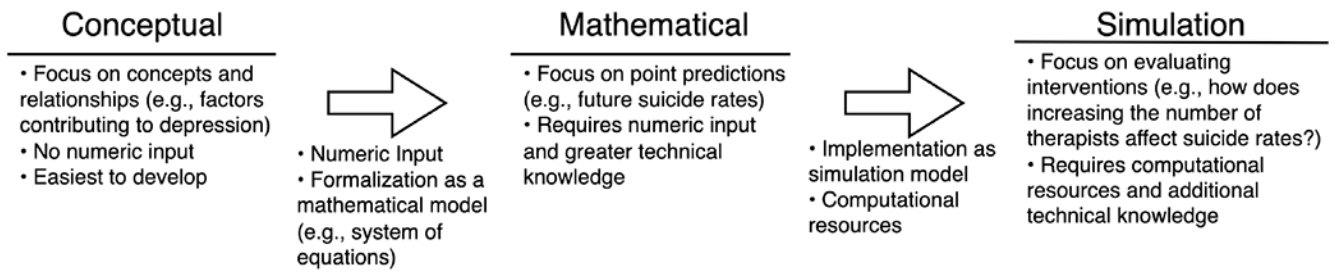 Conceptual
• Focus on concepts and
relationships (e.g., factors
contributing to depression)
• No numeric input
• Easiest to develop
• Numeric Input
• Formalization as a
mathematical model
(e.g., system of
equations)
Mathematical
• Focus on point predictions
(e.g., future suicide rates)
• Requires numeric input
and greater technical
knowledge
• Implementation as
simulation model
• Computational
resources
Simulation
• Focus on evaluating
interventions (e.g., how does
increasing the number of
therapists affect suicide rates?)
• Requires computational
resources and additional
technical knowledge